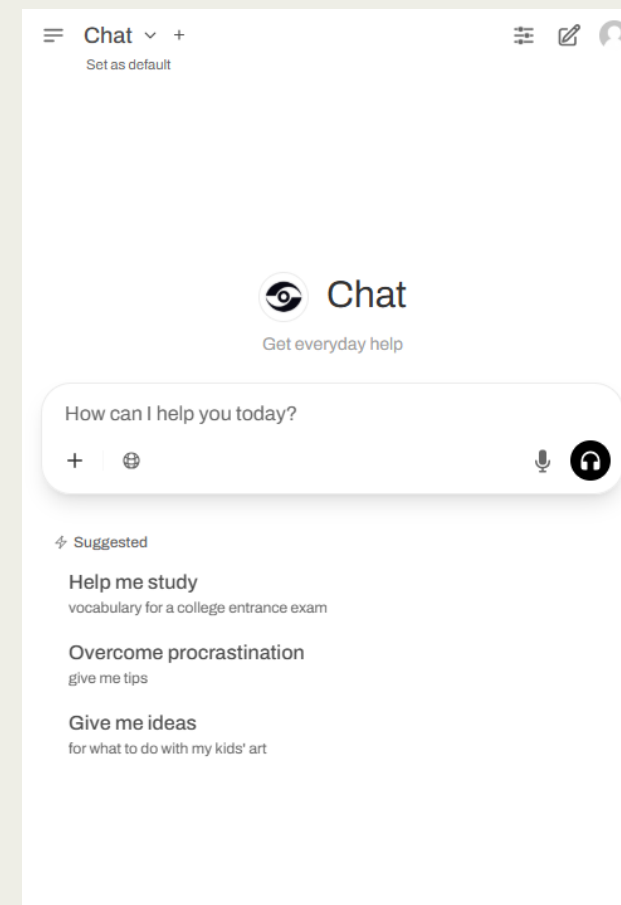 Chat
Set as default
Chat
Get everyday help
How can I help you today?
Suggested
Help me study
vocabulary for a college entrance exam
Overcome procrastination
give me tips
Give me ideas
for what to do with my kids' art